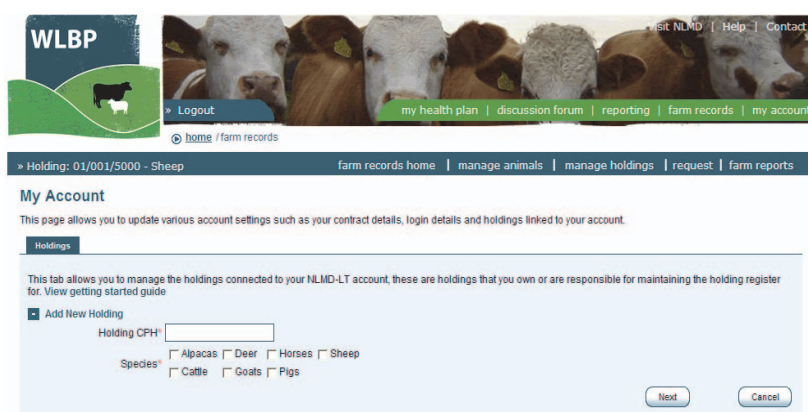 WLBP
Visit NLMD | Help | Contact
» Logout
my health plan | discussion forum | reporting | farm records | my account
home / farm records
» Holding: 01/001/5000 - Sheep
farm records home | manage animals | manage holdings | request | farm reports
My Account
This page allows you to update various account settings such as your contract details, login details and holdings linked to your account.
Holdings
This tab allows you to manage the holdings connected to your NLMD-LT account, these are holdings that you own or are responsible for maintaining the holding register
for. View getting started guide
- Add New Holding
Holding CPH*
Species*
Alpacas Deer Horses Sheep
Cattle Goats Pigs
Next Cancel